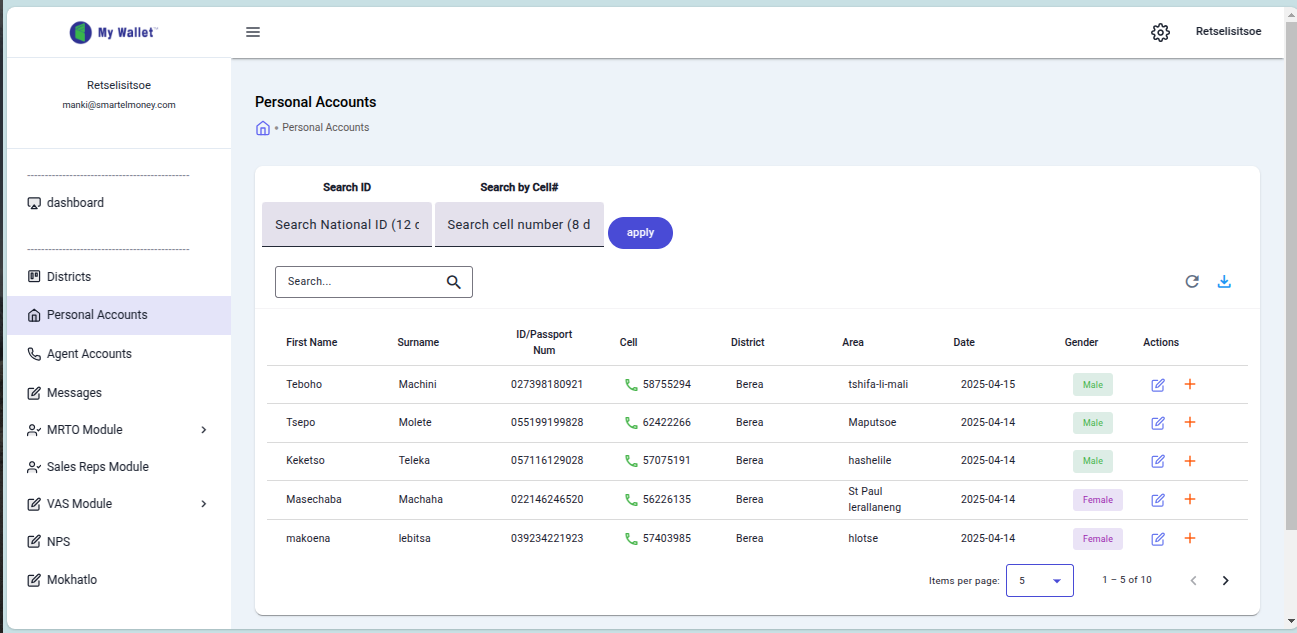 My Wallet™
Retselisitsoe
Retselisitsoe
manki@smartelmoney.com
----------------------------------------------
dashboard
----------------------------------------------
Districts
Personal Accounts
Agent Accounts
Messages
MRTO Module
Sales Reps Module
VAS Module
NPS
Mokhatlo
Personal Accounts
• Personal Accounts
Search ID Search by Cell#
Search National ID (12 d Search cell number (8 d apply
Search...
First Name Surname ID/Passport Num Cell District Area Date Gender Actions
Teboho Machini 027398180921 58755294 Berea tshifa-li-mali 2025-04-15 Male
Tsepo Molete 055199199828 62422266 Berea Maputsoe 2025-04-14 Male
Keketso Teleka 057116129028 57075191 Berea hashelile 2025-04-14 Male
Masechaba Machaha 022146246520 56226135 Berea St Paul lerallaneng 2025-04-14 Female
makoena lebitsa 039234221923 57403985 Berea hlotse 2025-04-14 Female
Items per page: 5 1 – 5 of 10